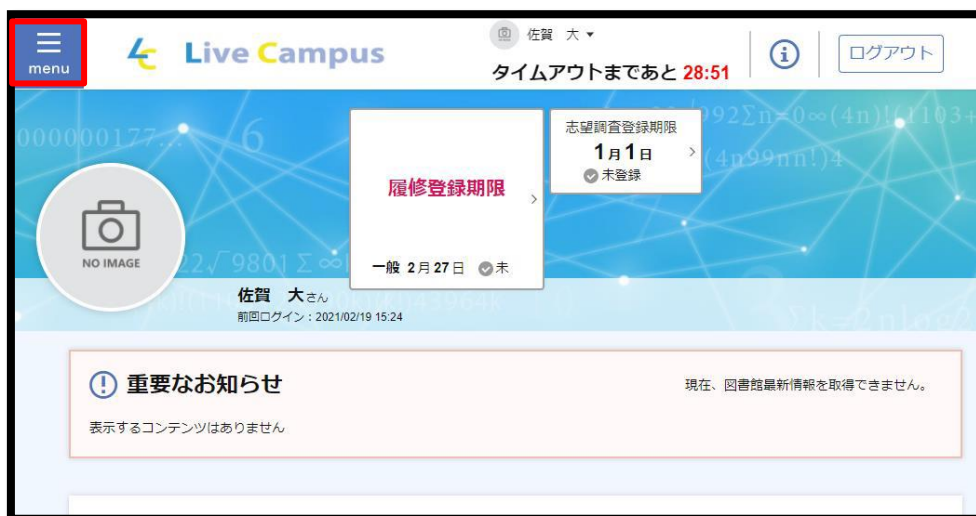 menu
Live Campus
佐賀 大
タイムアウトまであと 28:51
ログアウト
履修登録期限
一般 2月27日 未
志望調査登録期限
1月1日
未登録
NO IMAGE
佐賀 大さん
前回ログイン：2021/02/19 15:24
重要なお知らせ
現在、図書館最新情報を取得できません。
表示するコンテンツはありません